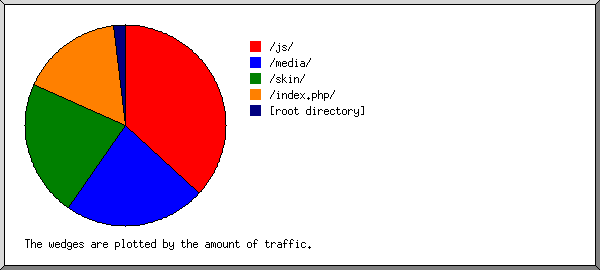 /js/
/media/
/skin/
/index.php/
[root directory]
The wedges are plotted by the amount of traffic.